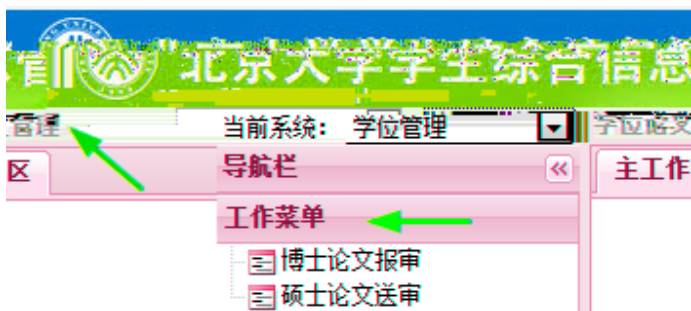 北京大学学生综合信息
管理
当前系统： 学位管理
学位论文
区
导航栏
主工作
工作菜单
博士论文报审
硕士论文送审